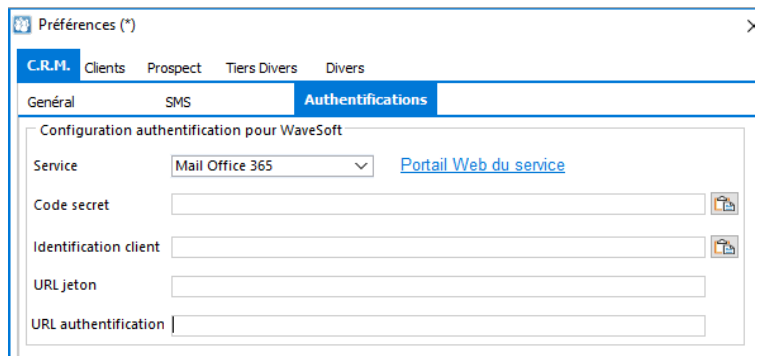 Préférences (*)
C.R.M. Clients Prospect Tiers Divers Divers
Genéral SMS Authentifications
Configuration authentification pour WaveSoft
Service Mail Office 365 Portail Web du service
Code secret
Identification client
URL jeton
URL authentification